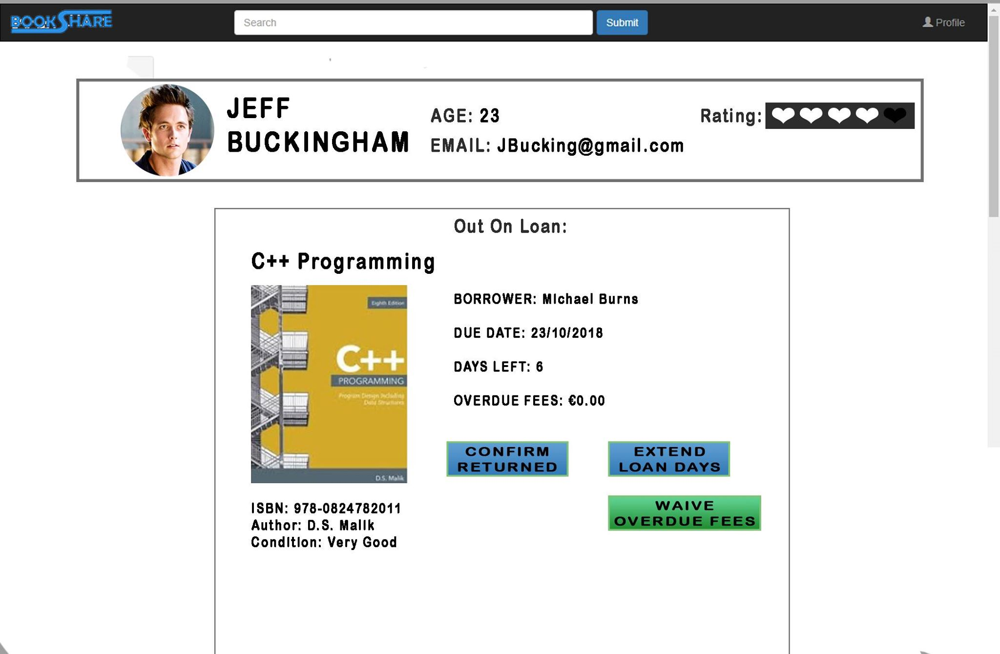 BOOKSHARE
Search
Submit
Profile
JEFF
BUCKINGHAM
AGE: 23
EMAIL: JBucking@gmail.com
Rating:
Out On Loan:
C++ Programming
Eighth Edition
C++
PROGRAMMING
Program Design Including
Data Structures
D.S. Malik
BORROWER: Michael Burns
DUE DATE: 23/10/2018
DAYS LEFT: 6
OVERDUE FEES: €0.00
CONFIRM
RETURNED
EXTEND
LOAN DAYS
WAIVE
OVERDUE FEES
ISBN: 978-0824782011
Author: D.S. Malik
Condition: Very Good